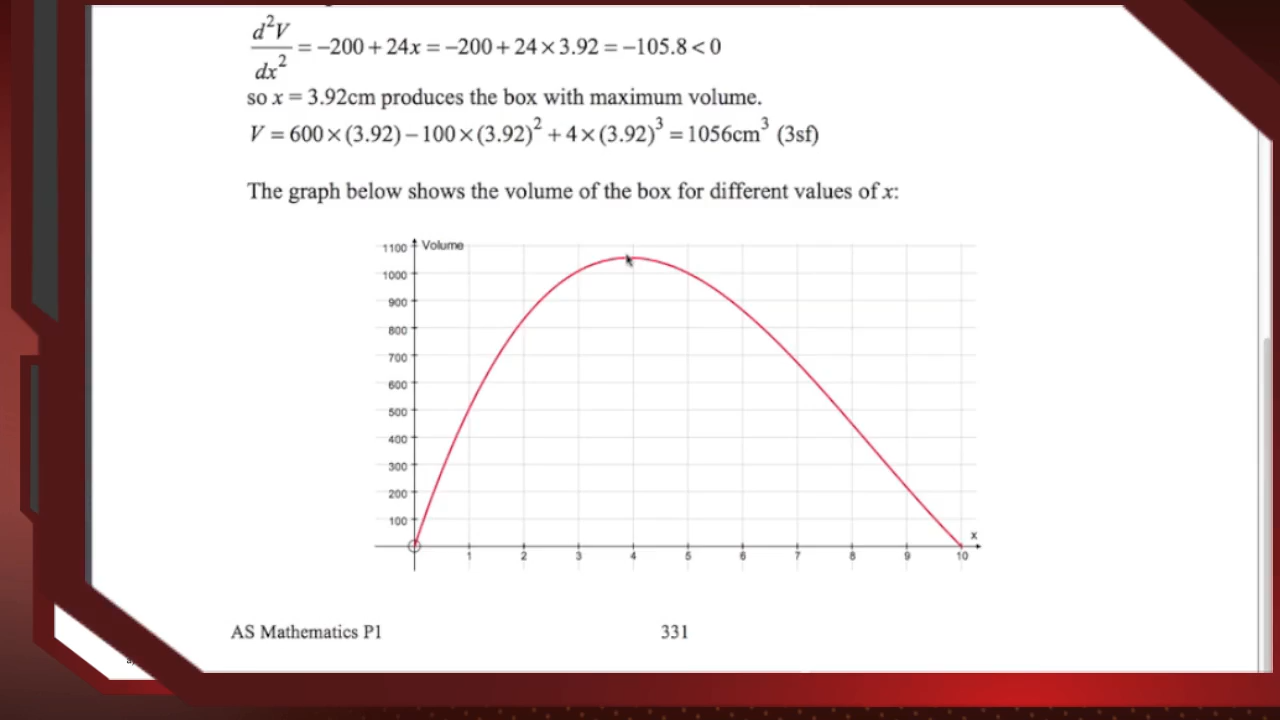 d²V/dx² = −200 + 24x = −200 + 24 × 3.92 = −105.8 < 0
so x = 3.92cm produces the box with maximum volume.
V = 600 × (3.92) − 100 × (3.92)² + 4 × (3.92)³ = 1056cm³ (3sf)
The graph below shows the volume of the box for different values of x:
Volume
1100
1000
900
800
700
600
500
400
300
200
100
x
1 2 3 4 5 6 7 8 9 10
AS Mathematics P1 331